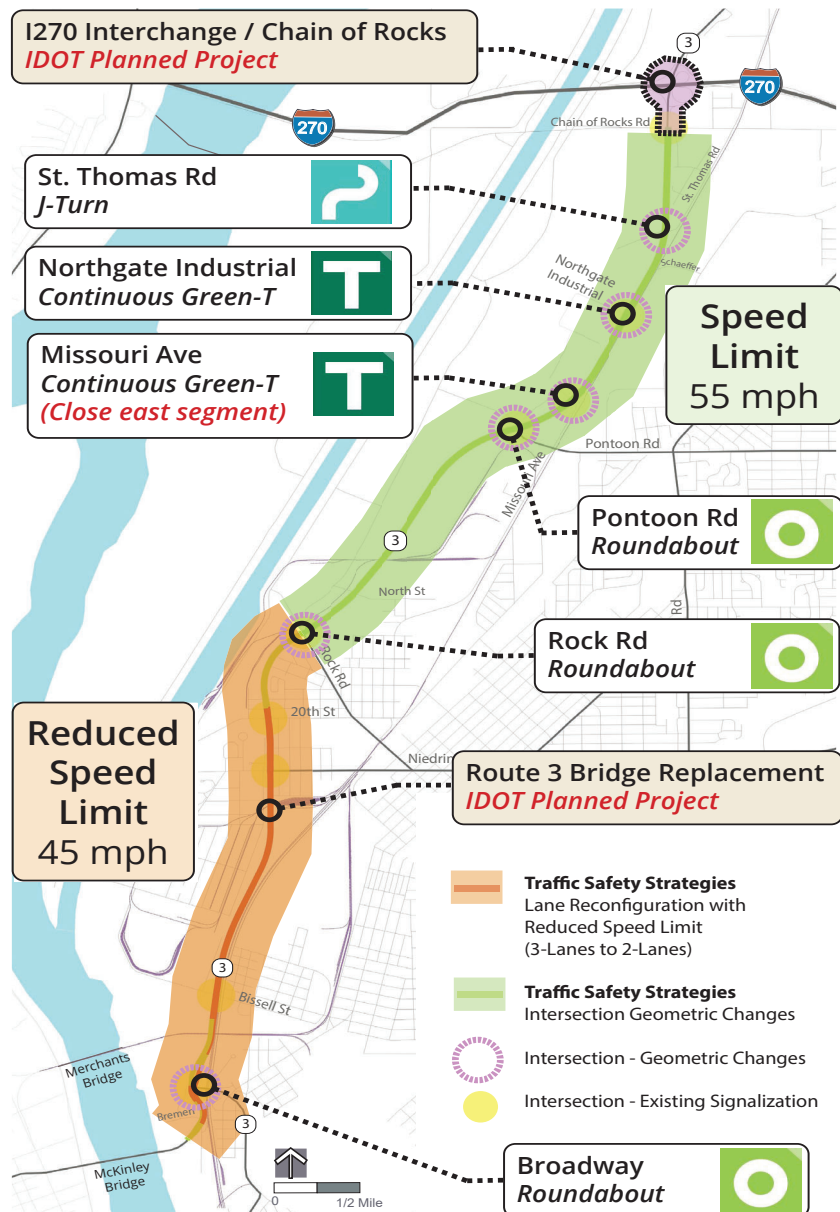 I270 Interchange / Chain of Rocks
IDOT Planned Project
3
270
270
Chain of Rocks Rd
St. Thomas Rd
St. Thomas Rd
J-Turn
Schaeffer
Northgate Industrial
Continuous Green-T
Northgate
Industrial
Missouri Ave
Continuous Green-T
(Close east segment)
Speed
Limit
55 mph
Pontoon Rd
Missouri Ave
Pontoon Rd
Roundabout
3
North St
Rd
Rock Rd
Rock Rd
Roundabout
20th St
Reduced
Speed
Limit
45 mph
Niedrin
Route 3 Bridge Replacement
IDOT Planned Project
Traffic Safety Strategies
Lane Reconfiguration with
Reduced Speed Limit
(3-Lanes to 2-Lanes)
3
Bissell St
Traffic Safety Strategies
Intersection Geometric Changes
Intersection - Geometric Changes
Merchants
Bridge
Intersection - Existing Signalization
Bremen
3
McKinley
Bridge
0
1/2 Mile
Broadway
Roundabout